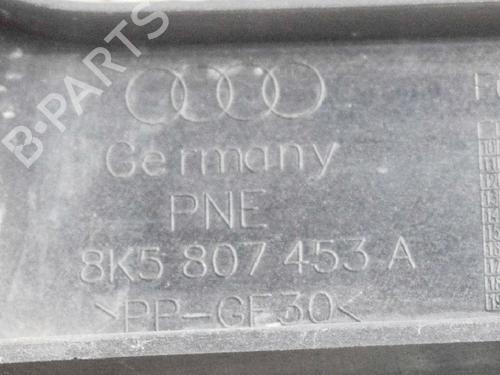 B-PARTS
Germany
PNE
8K5 807 453 A
>PP-GF30<